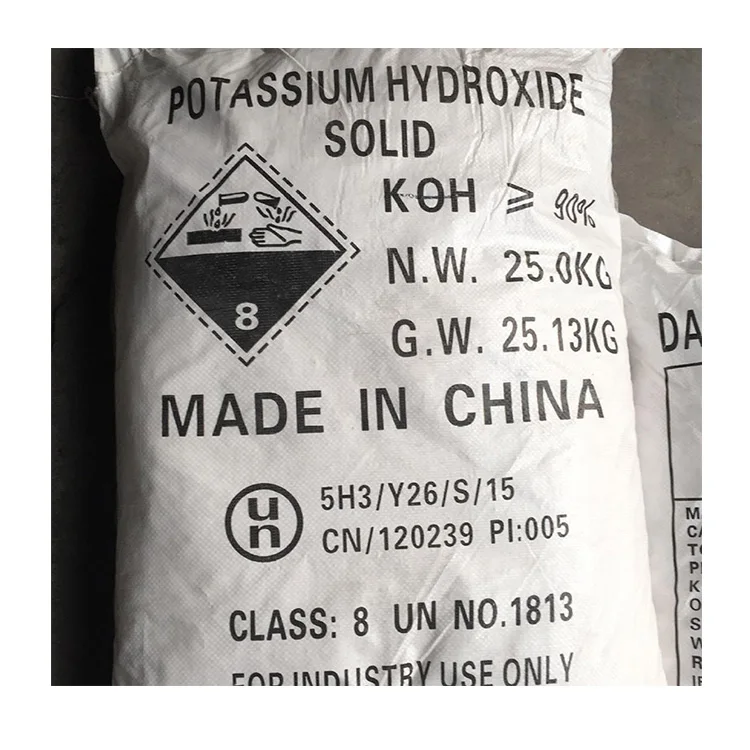 POTASSIUM HYDROXIDE
SOLID
KOH ≥ 90%
N.W. 25.0KG
G.W. 25.13KG
8
MADE IN CHINA
un
5H3/Y26/S/15
CN/120239 PI:005
CLASS: 8 UN NO.1813
FOR INDUSTRY USE ONLY